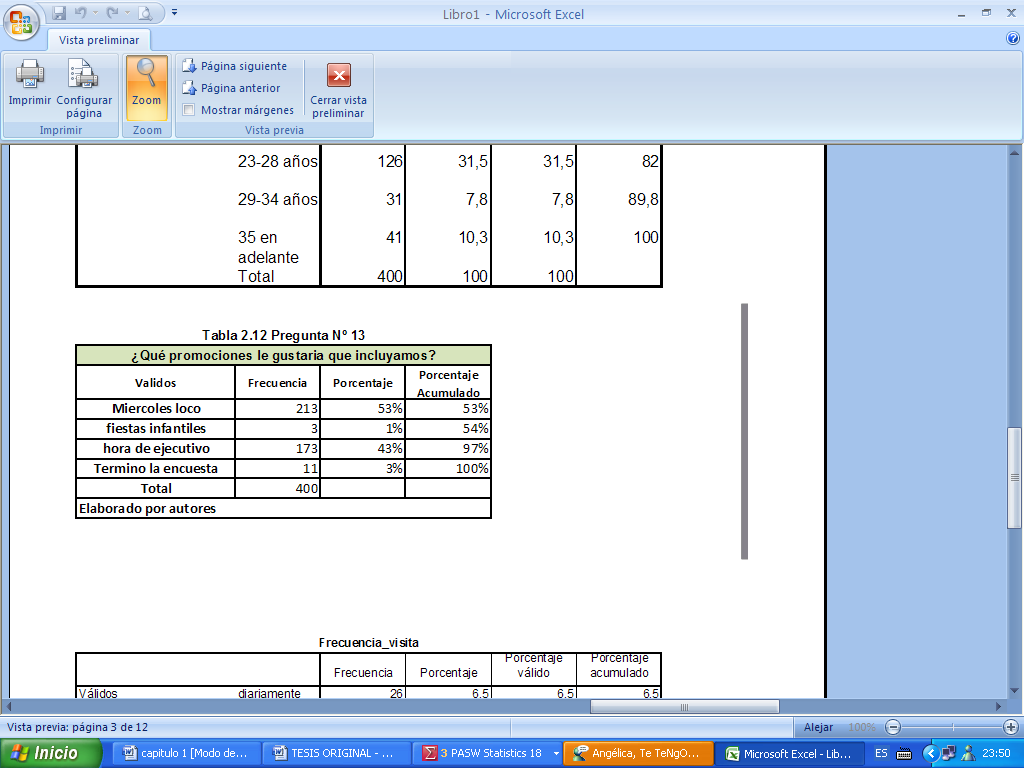 Libro1 - Microsoft Excel
Vista preliminar
Imprimir
Configurar página
Zoom
Página siguiente
Página anterior
Mostrar márgenes
Cerrar vista preliminar
Imprimir
Zoom
Vista previa
23-28 años 126 31,5 31,5 82
29-34 años 31 7,8 7,8 89,8
35 en adelante 41 10,3 10,3 100
Total 400 100 100
Tabla 2.12 Pregunta Nº 13
¿Qué promociones le gustaria que incluyamos?
Validos Frecuencia Porcentaje Porcentaje Acumulado
Miercoles loco 213 53% 53%
fiestas infantiles 3 1% 54%
hora de ejecutivo 173 43% 97%
Termino la encuesta 11 3% 100%
Total 400
Elaborado por autores
Frecuencia_visita
Frecuencia Porcentaje Porcentaje válido Porcentaje acumulado
Válidos diariamente 26 6,5 6,5 6,5
Vista previa: página 3 de 12
Alejar 100%
Inicio
capitulo 1 [Modo de...
TESIS ORIGINAL - ...
3 PASW Statistics 18
Angélica, Te TeNgO...
Microsoft Excel - Lib...
ES
23:50